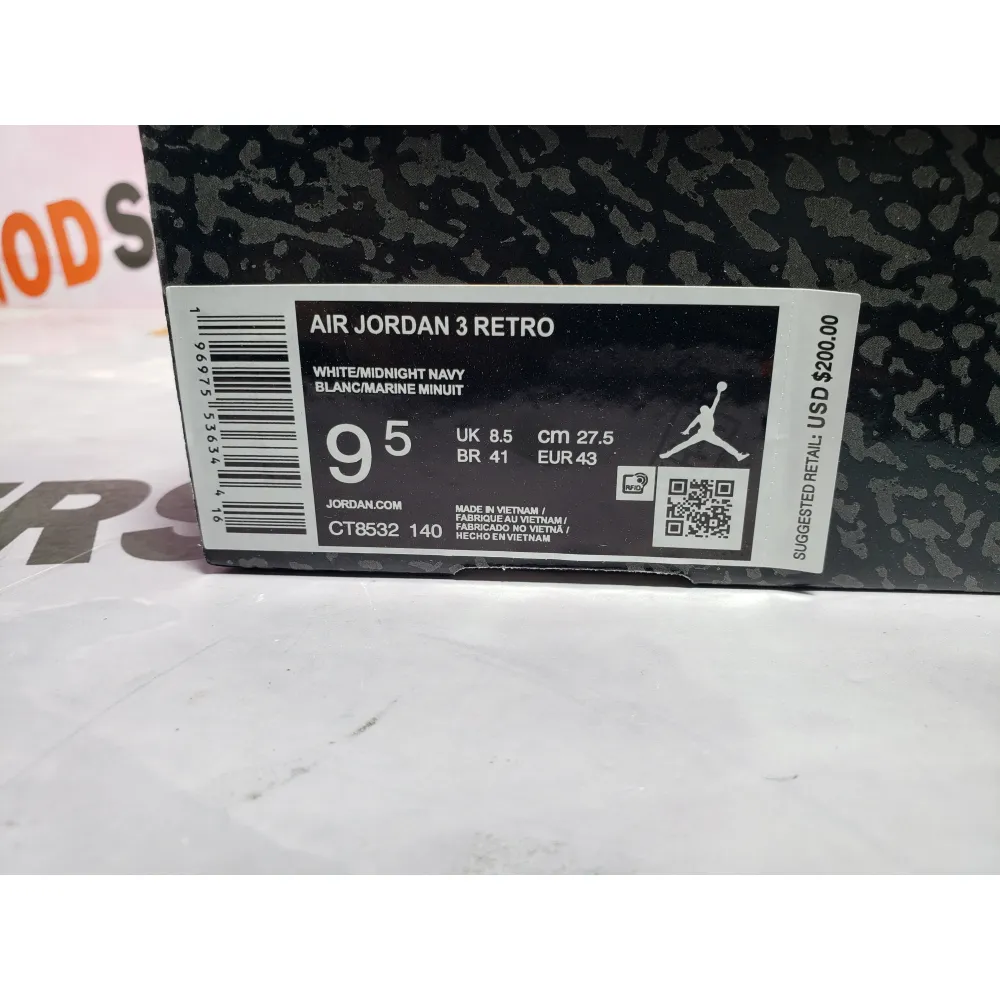 OD S
RS
1 96975 53634 4 16
AIR JORDAN 3 RETRO
WHITE/MIDNIGHT NAVY
BLANC/MARINE MINUIT
9 5
UK 8.5 cm 27.5
BR 41 EUR 43
JORDAN.COM
CT8532 140
MADE IN VIETNAM /
FABRIQUE AU VIETNAM /
FABRICADO NO VIETNÃ /
HECHO EN VIETNAM
RFID
SUGGESTED RETAIL: USD $200.00